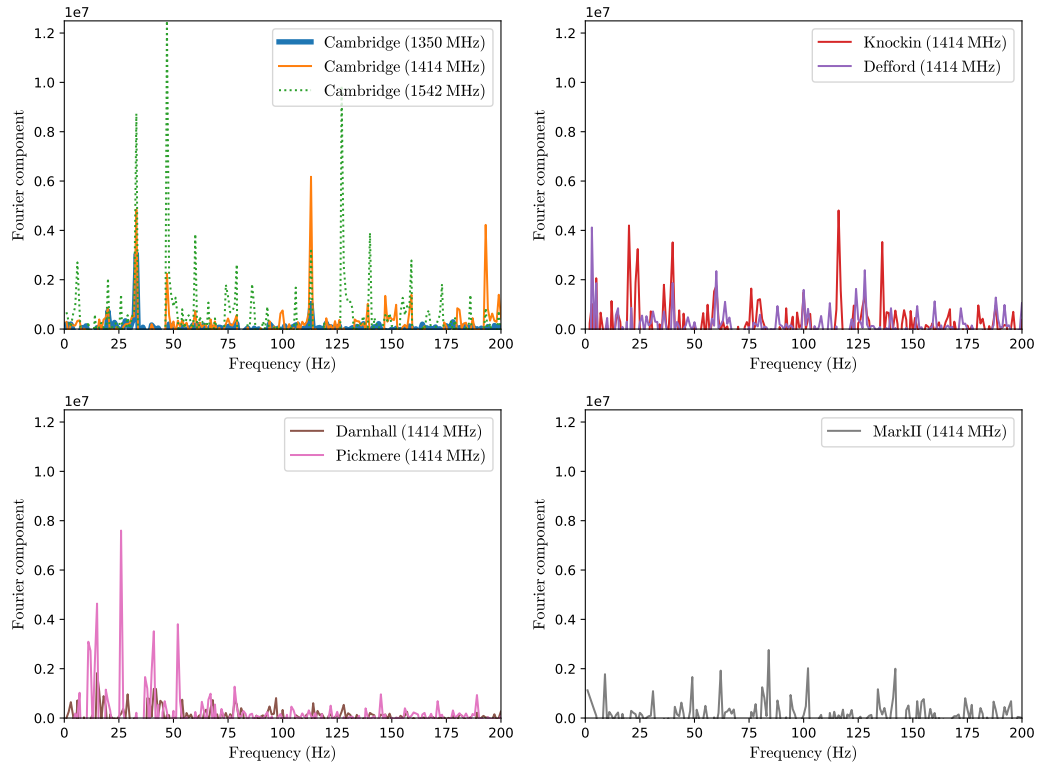 1e7
Fourier component
1.2
1.0
0.8
0.6
0.4
0.2
0.0
0 25 50 75 100 125 150 175 200
Frequency (Hz)
Cambridge (1350 MHz)
Cambridge (1414 MHz)
Cambridge (1542 MHz)
1e7
Fourier component
1.2
1.0
0.8
0.6
0.4
0.2
0.0
0 25 50 75 100 125 150 175 200
Frequency (Hz)
Knockin (1414 MHz)
Defford (1414 MHz)
1e7
Fourier component
1.2
1.0
0.8
0.6
0.4
0.2
0.0
0 25 50 75 100 125 150 175 200
Frequency (Hz)
Darnhall (1414 MHz)
Pickmere (1414 MHz)
1e7
Fourier component
1.2
1.0
0.8
0.6
0.4
0.2
0.0
0 25 50 75 100 125 150 175 200
Frequency (Hz)
MarkII (1414 MHz)